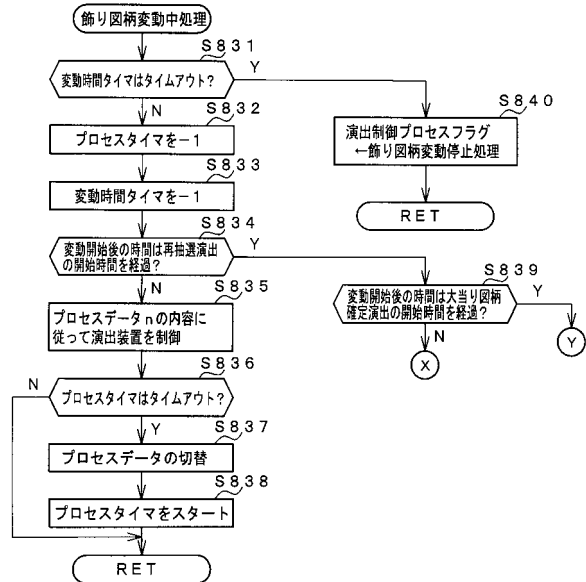 飾り図柄変動中処理
S831
変動時間タイマはタイムアウト?
Y
N
S832
プロセスタイマを－1
S833
変動時間タイマを－1
S834
変動開始後の時間は再抽選演出
の開始時間を経過?
Y
N
S835
プロセスデータnの内容に
従って演出装置を制御
S836
N
プロセスタイマはタイムアウト?
Y
S837
プロセスデータの切替
S838
プロセスタイマをスタート
RET
S840
演出制御プロセスフラグ
←飾り図柄変動停止処理
RET
S839
変動開始後の時間は大当り図柄
確定演出の開始時間を経過?
Y
N
X
Y